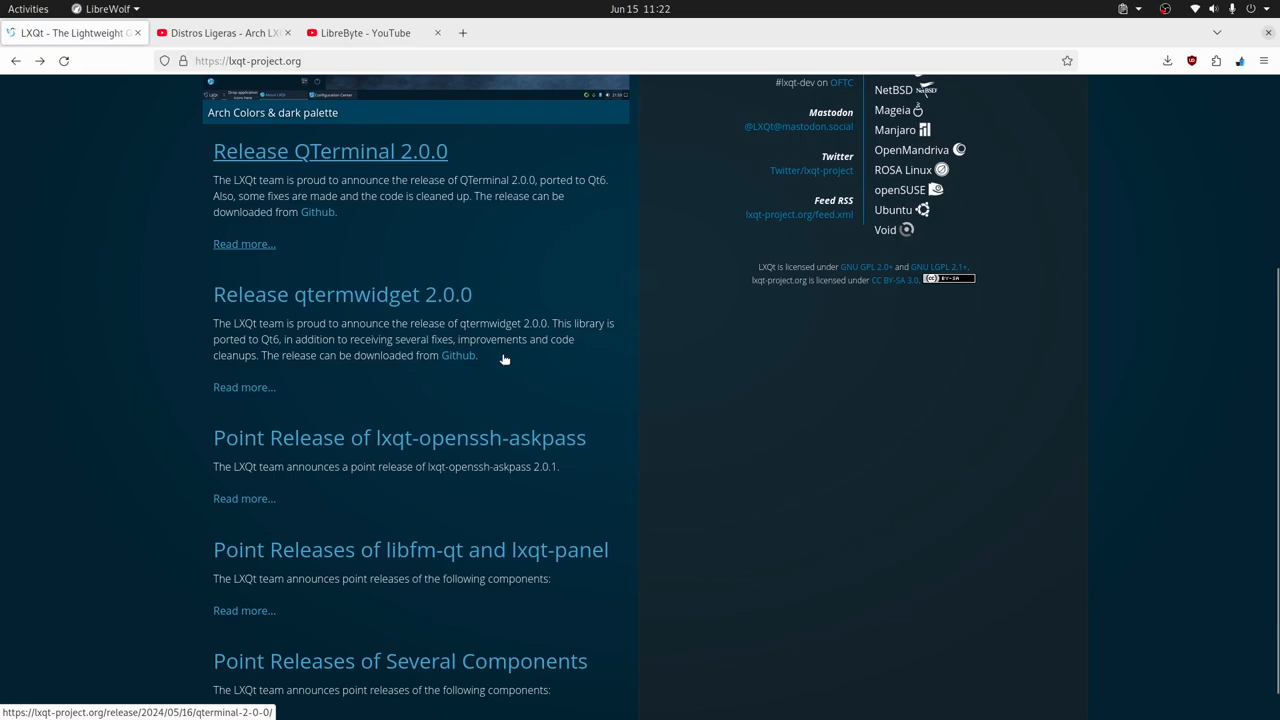 Activities
LibreWolf
Jun 15 11:22
LXQt - The Lightweight
Distros Ligeras - Arch LX
LibreByte - YouTube
https://lxqt-project.org
Arch Colors & dark palette
Release QTerminal 2.0.0
The LXQt team is proud to announce the release of QTerminal 2.0.0, ported to Qt6.
Also, some fixes are made and the code is cleaned up. The release can be
downloaded from Github.
Read more...
Release qtermwidget 2.0.0
The LXQt team is proud to announce the release of qtermwidget 2.0.0. This library is
ported to Qt6, in addition to receiving several fixes, improvements and code
cleanups. The release can be downloaded from Github.
Read more...
Point Release of lxqt-openssh-askpass
The LXQt team announces a point release of lxqt-openssh-askpass 2.0.1.
Read more...
Point Releases of libfm-qt and lxqt-panel
The LXQt team announces point releases of the following components:
Read more...
Point Releases of Several Components
The LXQt team announces point releases of the following components:
#lxqt-dev on OFTC
Mastodon
@LXQt@mastodon.social
Twitter
Twitter/lxqt-project
Feed RSS
lxqt-project.org/feed.xml
NetBSD
Mageia
Manjaro
OpenMandriva
ROSA Linux
openSUSE
Ubuntu
Void
LXQt is licensed under GNU GPL 2.0+ and GNU LGPL 2.1+,
lxqt-project.org is licensed under CC BY-SA 3.0.
https://lxqt-project.org/release/2024/05/16/qterminal-2-0-0/